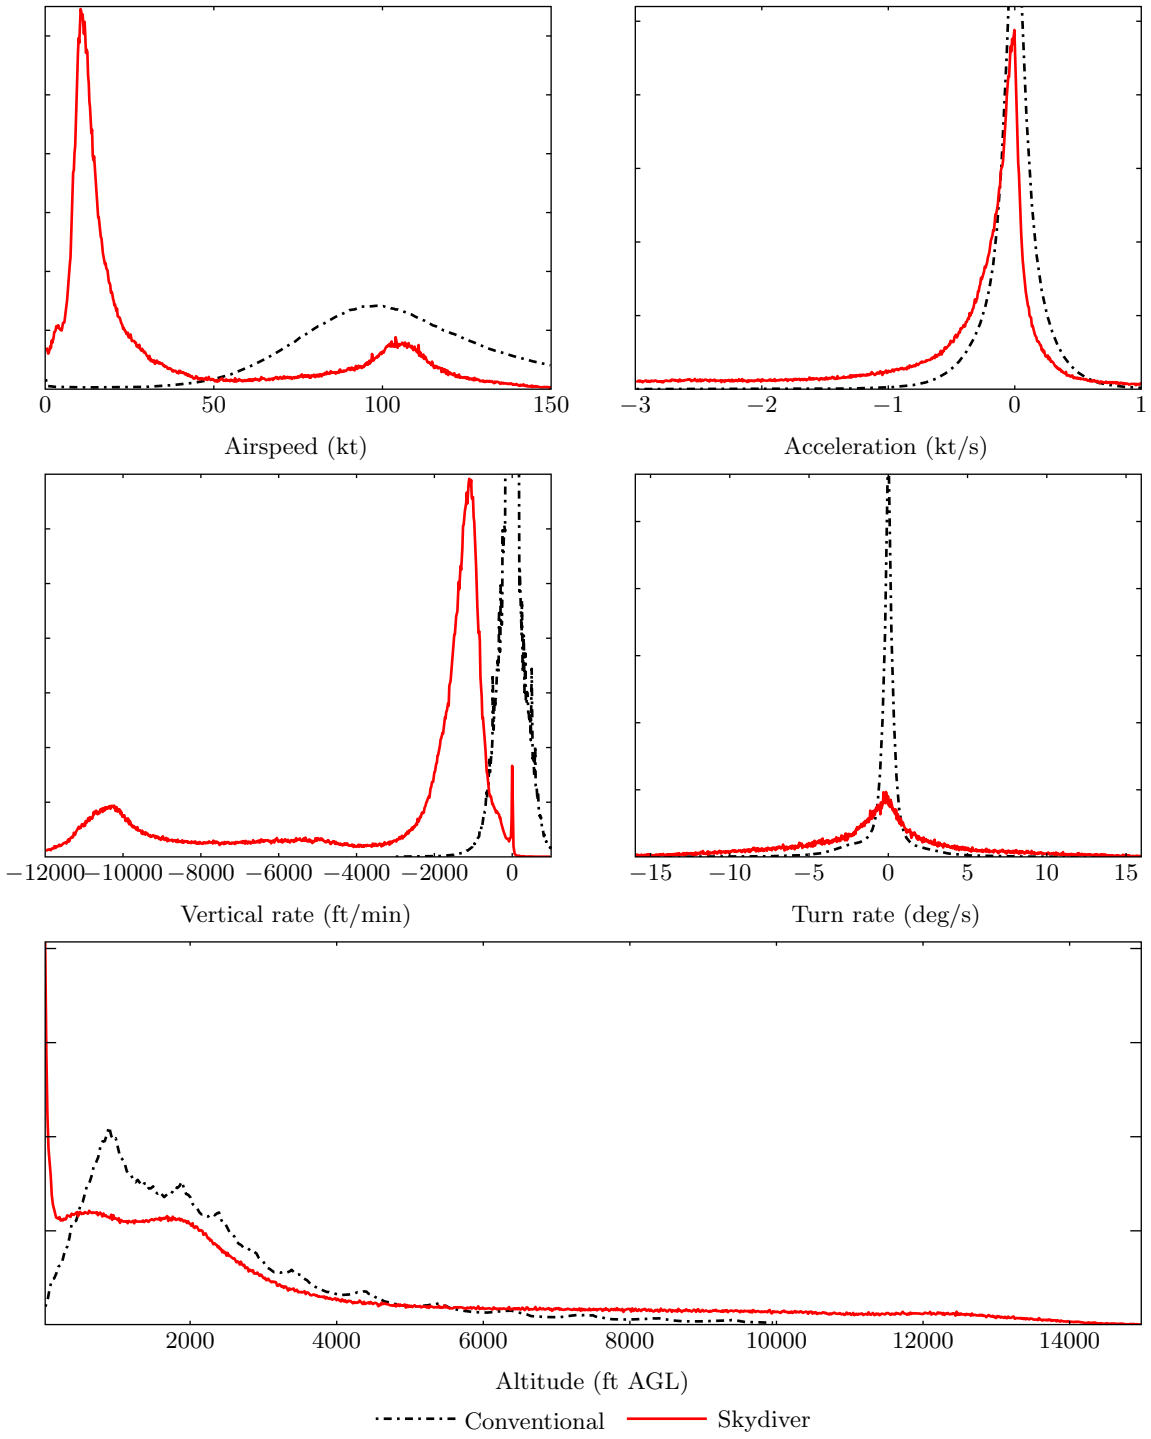 0 50 100 150
Airspeed (kt)
−3 −2 −1 0 1
Acceleration (kt/s)
−12000 −10000 −8000 −6000 −4000 −2000 0
Vertical rate (ft/min)
−15 −10 −5 0 5 10 15
Turn rate (deg/s)
2000 4000 6000 8000 10000 12000 14000
Altitude (ft AGL)
Conventional Skydiver